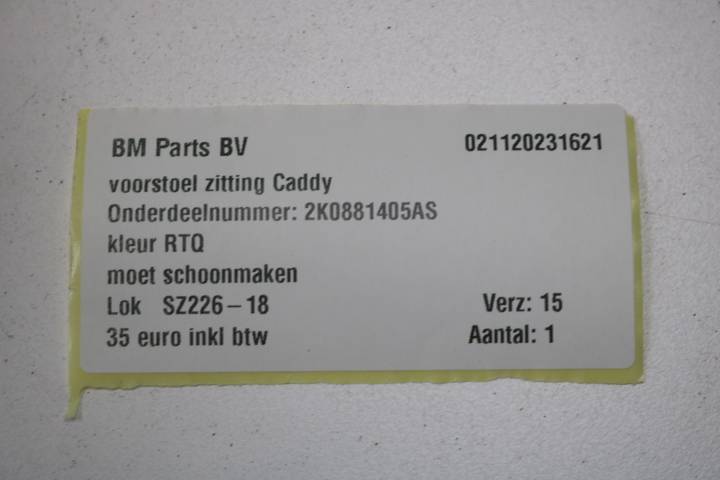 BM Parts BV 021120231621
voorstoel zitting Caddy
Onderdeelnummer: 2K0881405AS
kleur RTQ
moet schoonmaken
Lok SZ226-18 Verz: 15
35 euro inkl btw Aantal: 1